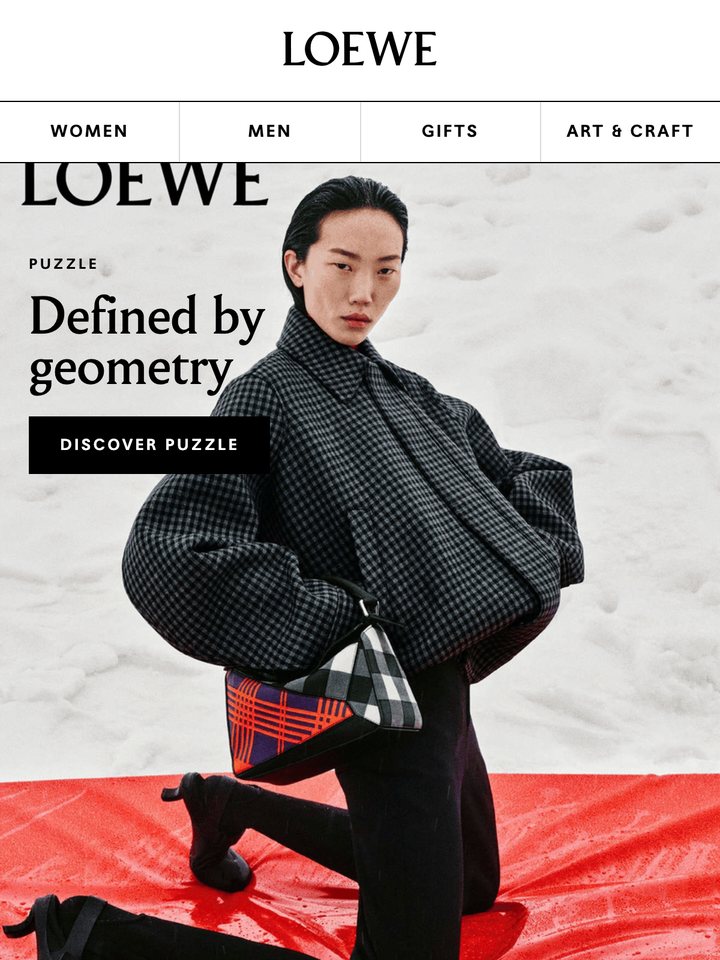 LOEWE
WOMEN
MEN
GIFTS
ART & CRAFT
LOEWE
PUZZLE
Defined by
geometry
DISCOVER PUZZLE